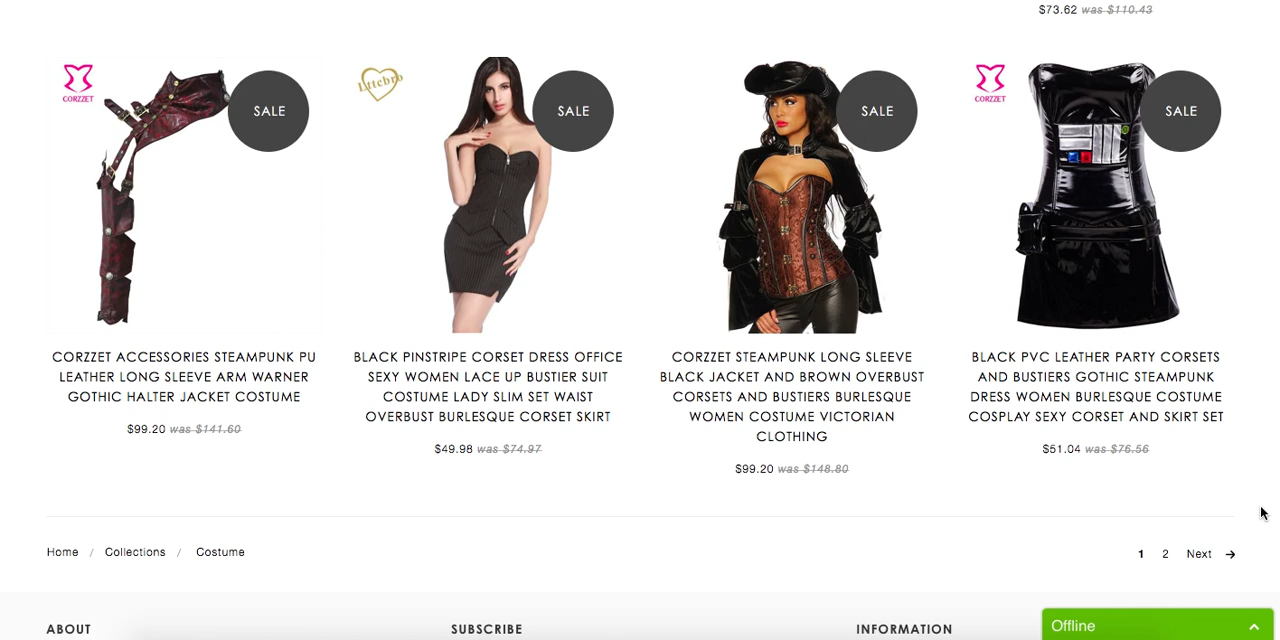 $73.62 was $110.43
CORZZET
SALE
Lttcbro
SALE
SALE
CORZZET
SALE
CORZZET ACCESSORIES STEAMPUNK PU
LEATHER LONG SLEEVE ARM WARNER
GOTHIC HALTER JACKET COSTUME
$99.20 was $141.60
BLACK PINSTRIPE CORSET DRESS OFFICE
SEXY WOMEN LACE UP BUSTIER SUIT
COSTUME LADY SLIM SET WAIST
OVERBUST BURLESQUE CORSET SKIRT
$49.98 was $74.97
CORZZET STEAMPUNK LONG SLEEVE
BLACK JACKET AND BROWN OVERBUST
CORSETS AND BUSTIERS BURLESQUE
WOMEN COSTUME VICTORIAN
CLOTHING
$99.20 was $148.80
BLACK PVC LEATHER PARTY CORSETS
AND BUSTIERS GOTHIC STEAMPUNK
DRESS WOMEN BURLESQUE COSTUME
COSPLAY SEXY CORSET AND SKIRT SET
$51.04 was $76.56
Home / Collections / Costume
1 2 Next →
ABOUT
SUBSCRIBE
INFORMATION
Offline